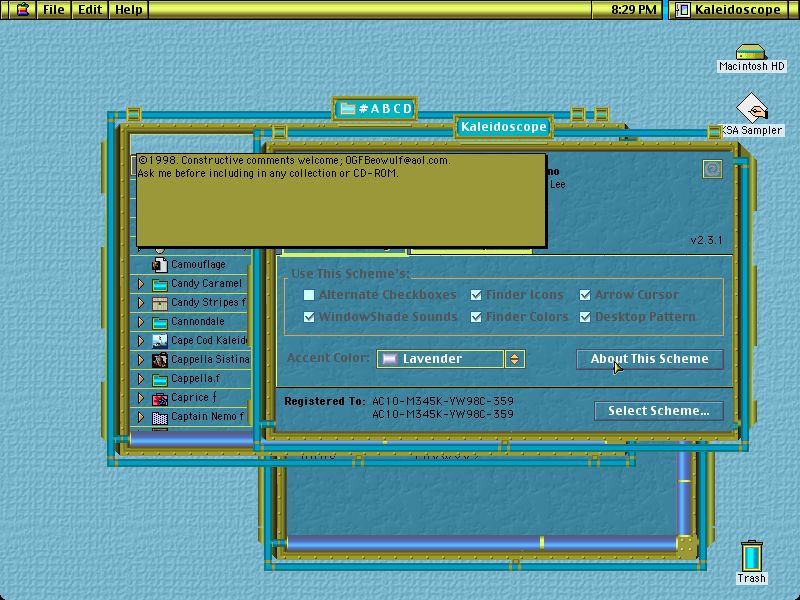 File Edit Help
8:29 PM
Kaleidoscope
Macintosh HD
#ABCD
Kaleidoscope
KSA Sampler
©1998. Constructive comments welcome; OGFBeowulf@aol.com.
Ask me before including in any collection or CD-ROM.
no
Lee
v2.3.1
Camouflage
Use This Scheme's:
Candy Caramel
Alternate Checkboxes
Finder Icons
Arrow Cursor
Candy Stripes f
WindowShade Sounds
Finder Colors
Desktop Pattern
Cannondale
Cape Cod Kaleid
Accent Color:
Lavender
About This Scheme
Cappella Sistina
Cappella.f
Caprice ƒ
Registered To:
AC10-M345K-YW98C-359
AC10-M345K-YW98C-359
Select Scheme...
Captain Nemo f
Trash